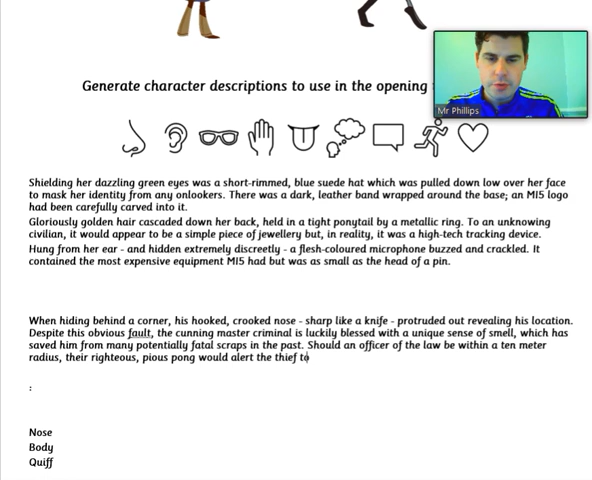 Generate character descriptions to use in the opening
Mr Phillips
Shielding her dazzling green eyes was a short-rimmed, blue suede hat which was pulled down low over her face
to mask her identity from any onlookers. There was a dark, leather band wrapped around the base; an MI5 logo
had been carefully carved into it.
Gloriously golden hair cascaded down her back, held in a tight ponytail by a metallic ring. To an unknowing
civilian, it would appear to be a simple piece of jewellery but, in reality, it was a high-tech tracking device.
Hung from her ear - and hidden extremely discreetly - a flesh-coloured microphone buzzed and crackled. It
contained the most expensive equipment MI5 had but was as small as the head of a pin.
When hiding behind a corner, his hooked, crooked nose - sharp like a knife - protruded out revealing his location.
Despite this obvious fault, the cunning master criminal is luckily blessed with a unique sense of smell, which has
saved him from many potentially fatal scraps in the past. Should an officer of the law be within a ten meter
radius, their righteous, pious pong would alert the thief to
:
Nose
Body
Quiff